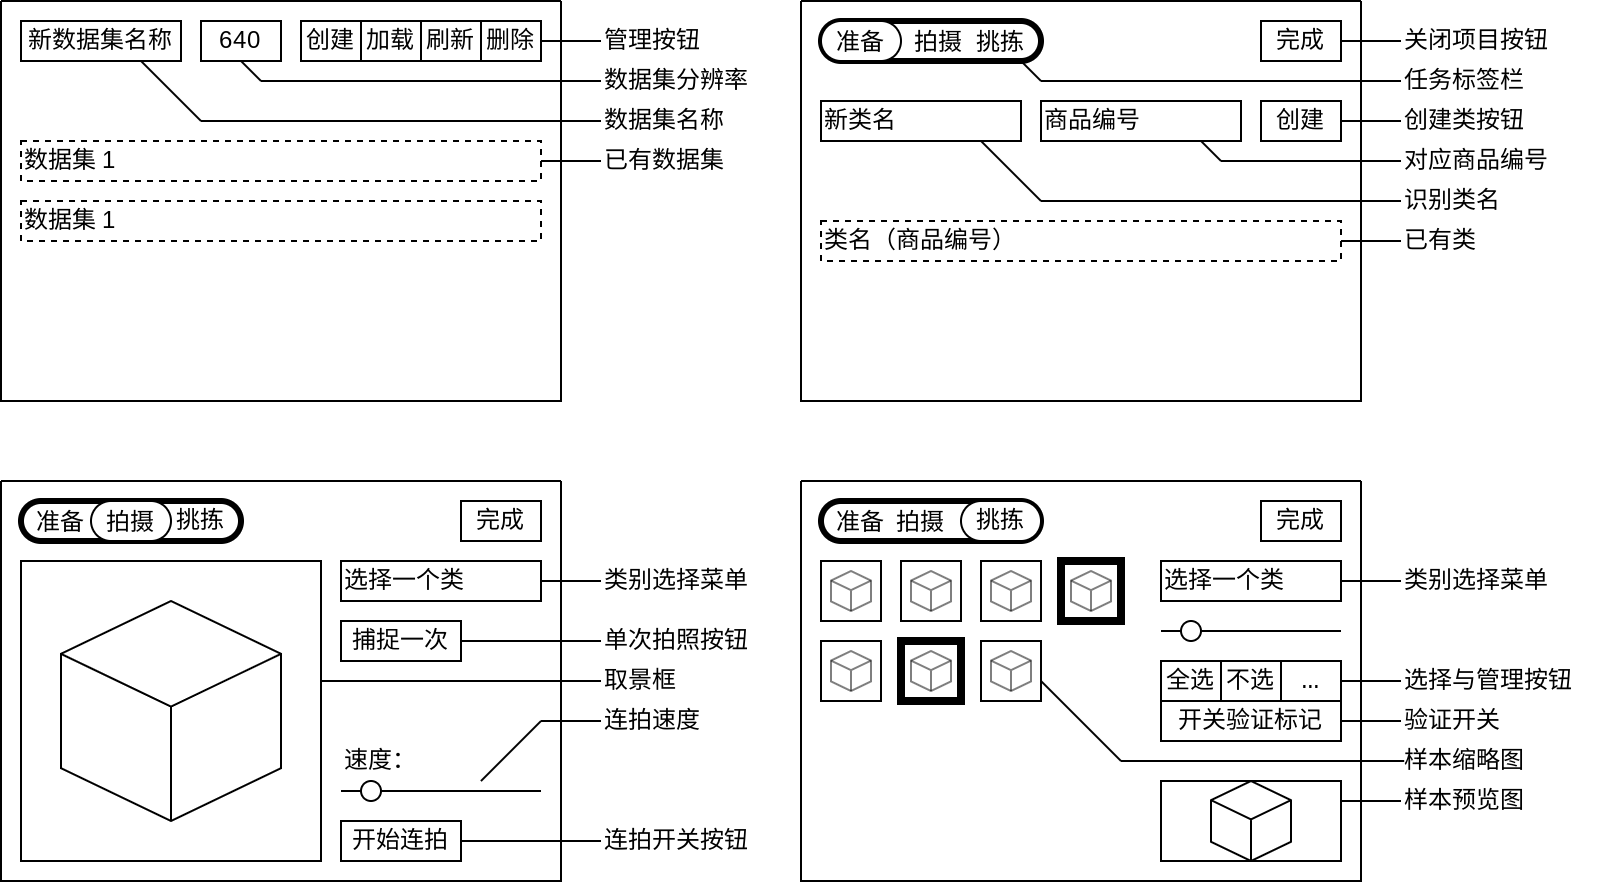 新数据集名称 640 创建 加载 刷新 删除 管理按钮
数据集分辨率
数据集名称
数据集 1 已有数据集
数据集 1
准备 拍摄 挑拣 完成 关闭项目按钮
任务标签栏
新类名 商品编号 创建 创建类按钮
对应商品编号
识别类名
类名（商品编号） 已有类
准备 拍摄 挑拣 完成
选择一个类 类别选择菜单
捕捉一次 单次拍照按钮
取景框
连拍速度
速度：
开始连拍 连拍开关按钮
准备 拍摄 挑拣 完成
选择一个类 类别选择菜单
全选 不选 ... 选择与管理按钮
开关验证标记 验证开关
样本缩略图
样本预览图